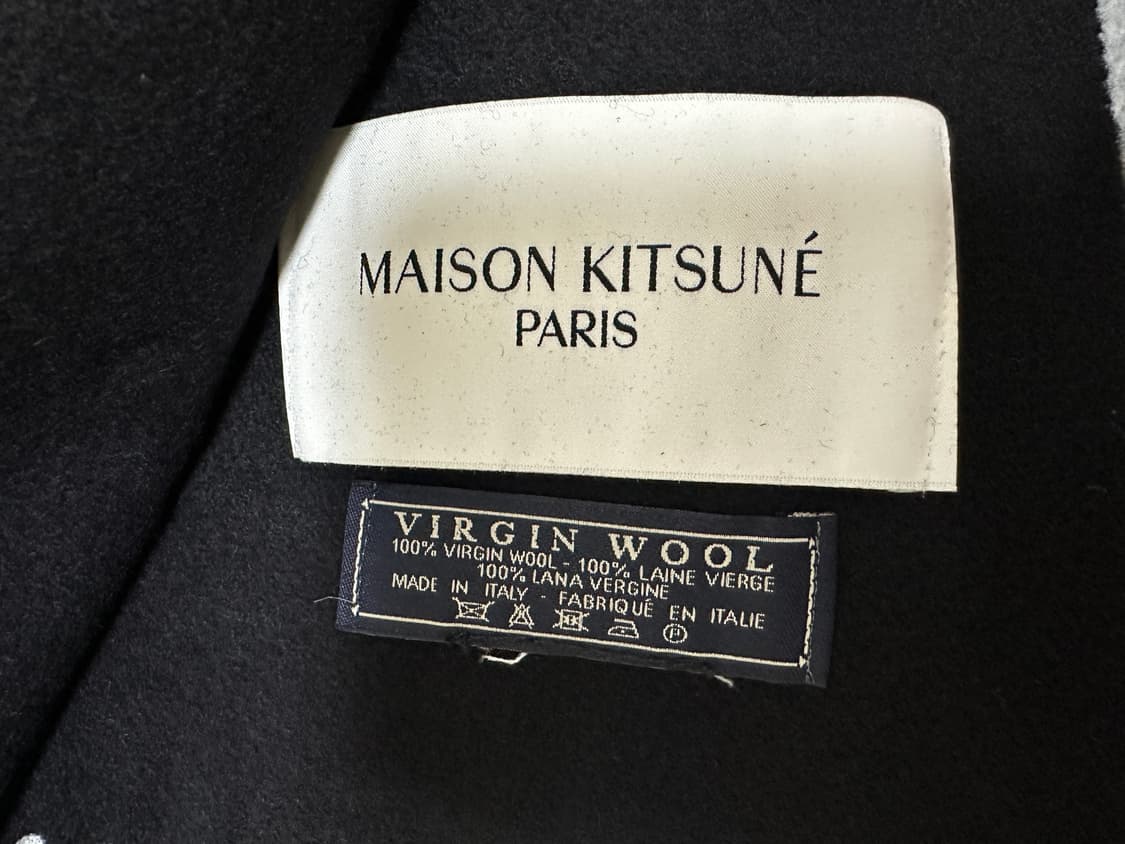 MAISON KITSUNÉ
PARIS
VIRGIN WOOL
100% VIRGIN WOOL - 100% LAINE VIERGE
100% LANA VERGINE
MADE IN ITALY - FABRIQUÉ EN ITALIE
P